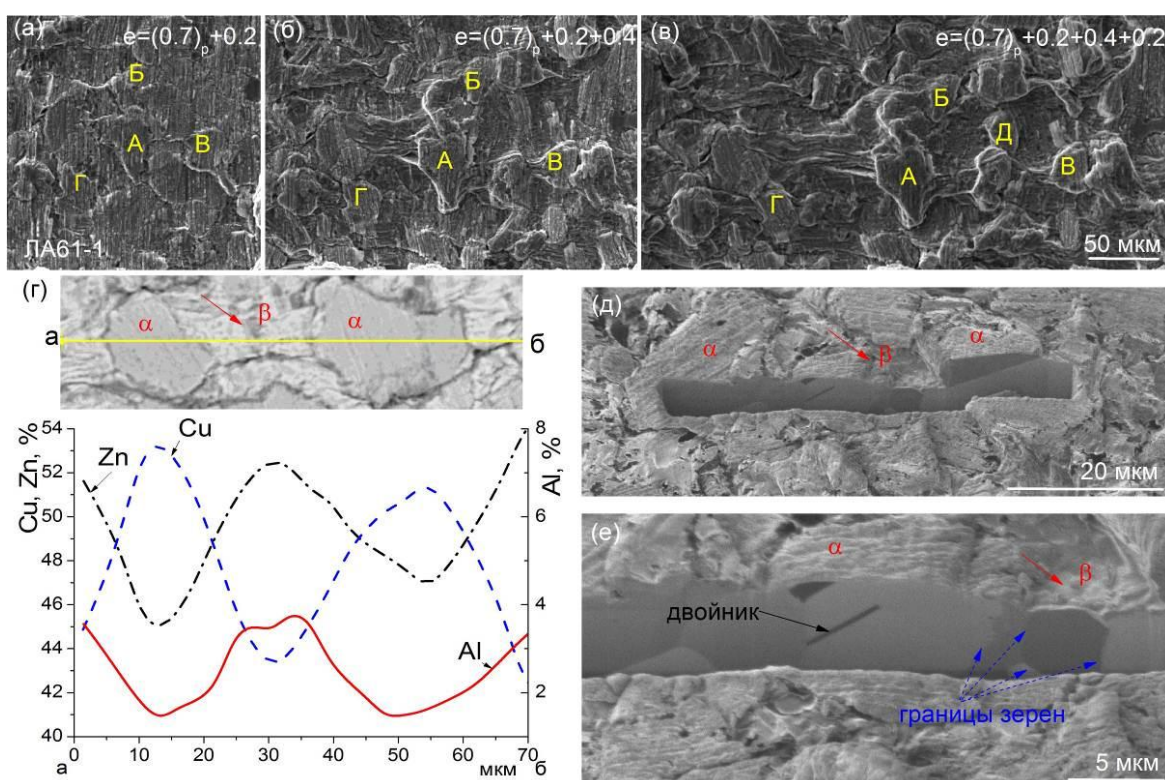 (а) e=(0.7)p+0.2
Б
А В
Г
ЛА61-1
(б) e=(0.7)p+0.2+0.4
Б
А В
Г
(в) e=(0.7)p+0.2+0.4+0.2
Б
Д
А В
Г
50 мкм
(г)
α β α
а б
54 8
52 6
50
48 4
46
44
42 2
40
Cu, Zn, %
Al, %
Zn Cu
Al
0 10 20 30 40 50 60 70
а мкм б
(д)
α β α
20 мкм
(е)
α β
двойник
границы зерен
5 мкм